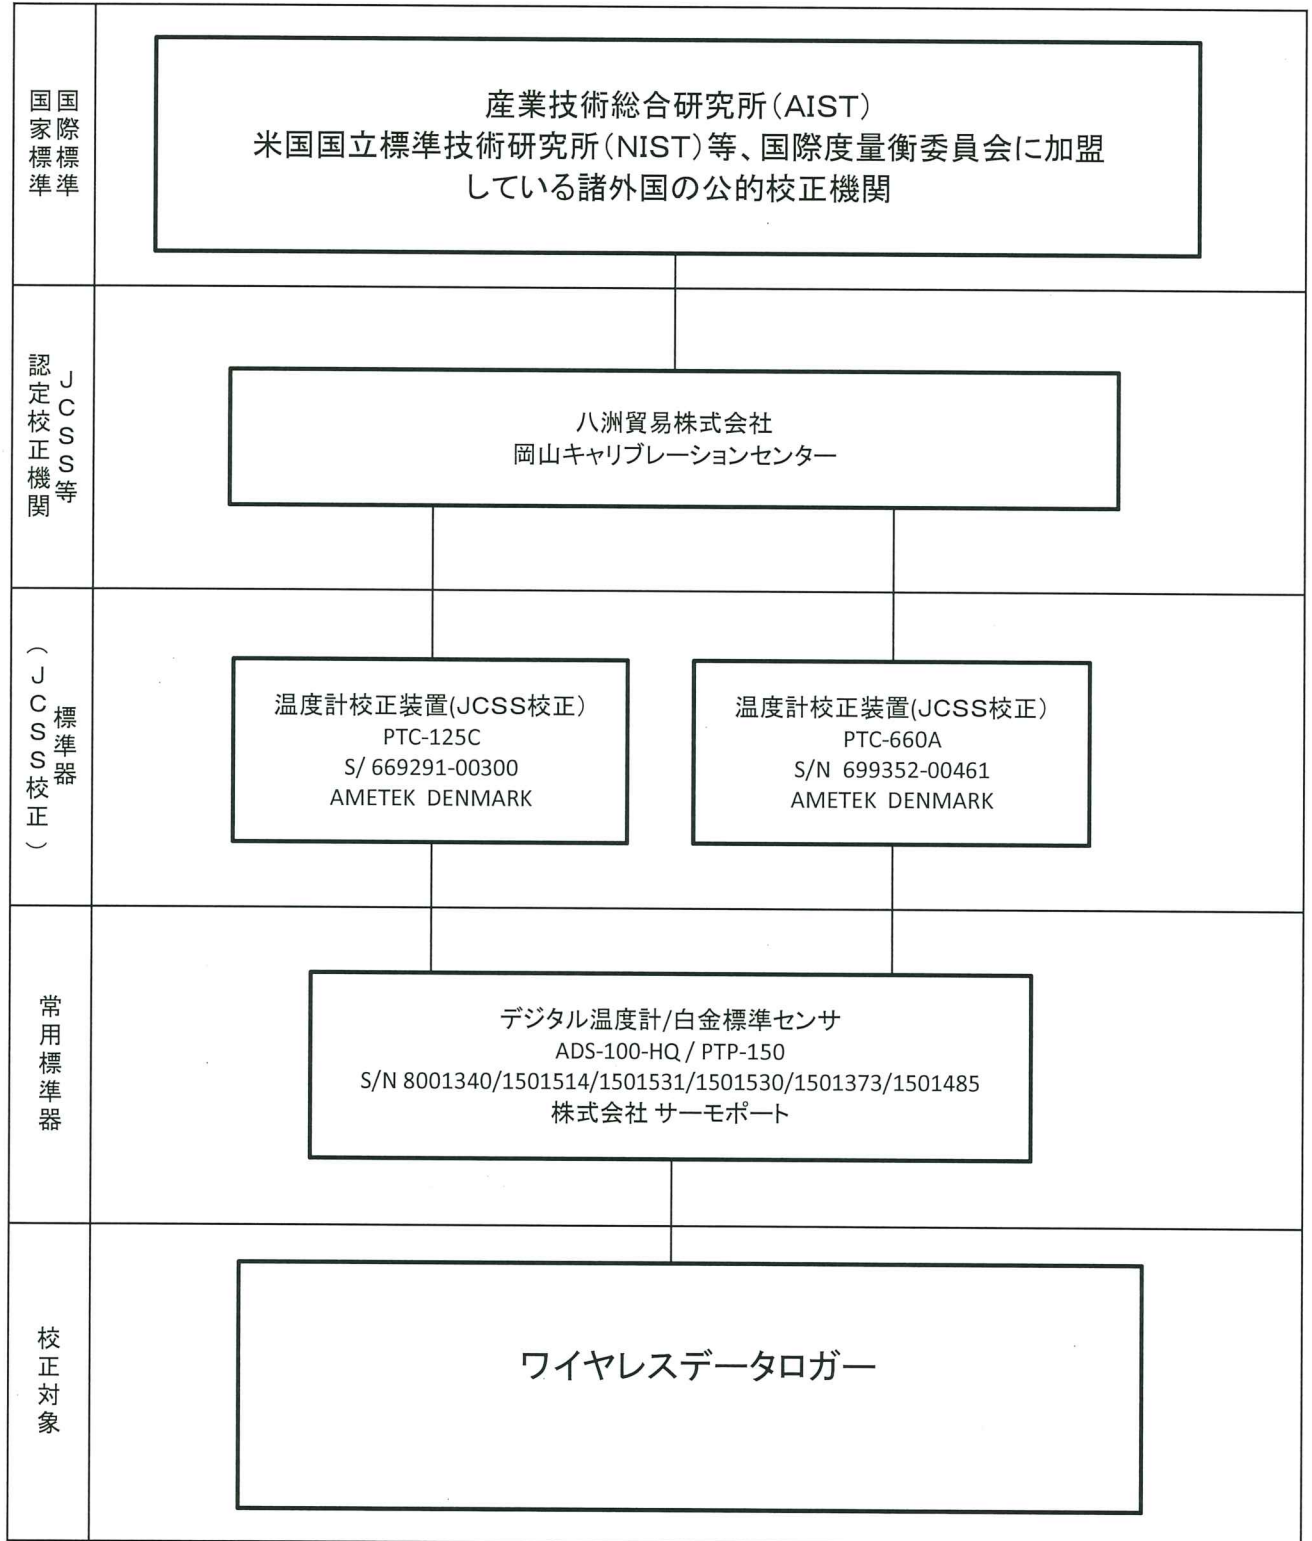 国際標準
国家標準
産業技術総合研究所（AIST）
米国国立標準技術研究所（NIST）等、国際度量衡委員会に加盟
している諸外国の公的校正機関
JCSS等
認定校正機関
八洲貿易株式会社
岡山キャリブレーションセンター
標準器
（JCSS校正）
温度計校正装置(JCSS校正）
PTC-125C
S/ 669291-00300
AMETEK DENMARK
温度計校正装置(JCSS校正）
PTC-660A
S/N 699352-00461
AMETEK DENMARK
常用標準器
デジタル温度計/白金標準センサ
ADS-100-HQ / PTP-150
S/N 8001340/1501514/1501531/1501530/1501373/1501485
株式会社 サーモポート
校正対象
ワイヤレスデータロガー